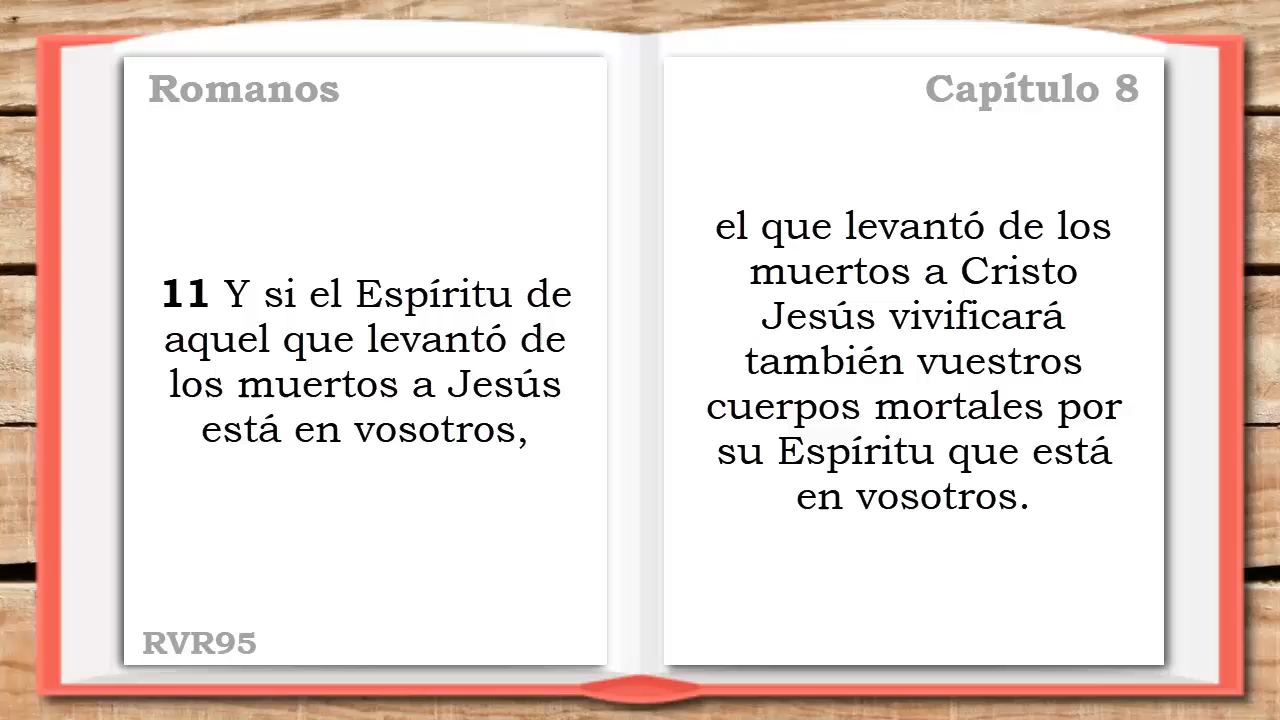 Romanos
11 Y si el Espíritu de
aquel que levantó de
los muertos a Jesús
está en vosotros,
RVR95
Capítulo 8
el que levantó de los
muertos a Cristo
Jesús vivificará
también vuestros
cuerpos mortales por
su Espíritu que está
en vosotros.